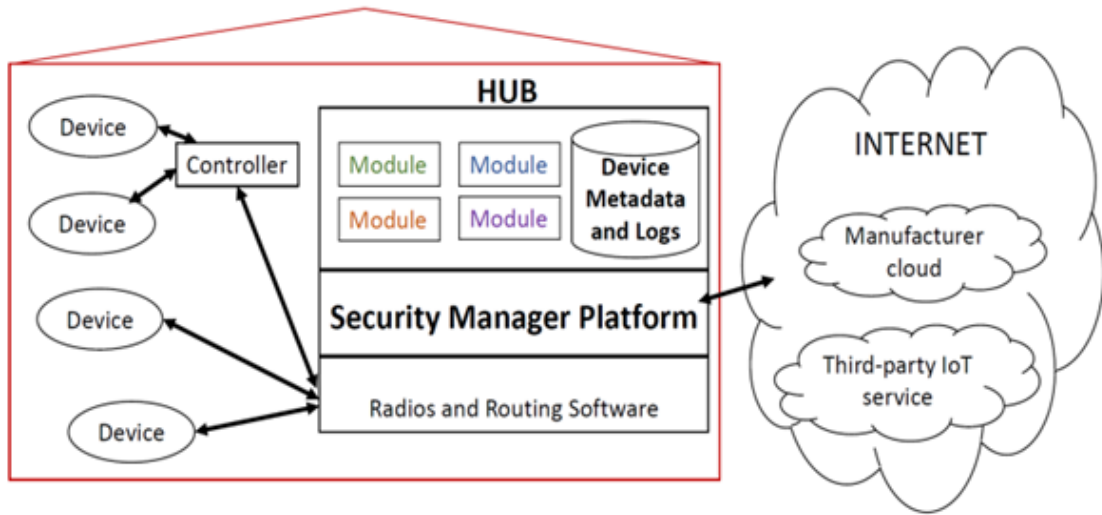 HUB
Device
Controller
Device
Device
Device
Module
Module
Module
Module
Device
Metadata
and Logs
Security Manager Platform
Radios and Routing Software
INTERNET
Manufacturer
cloud
Third-party IoT
service